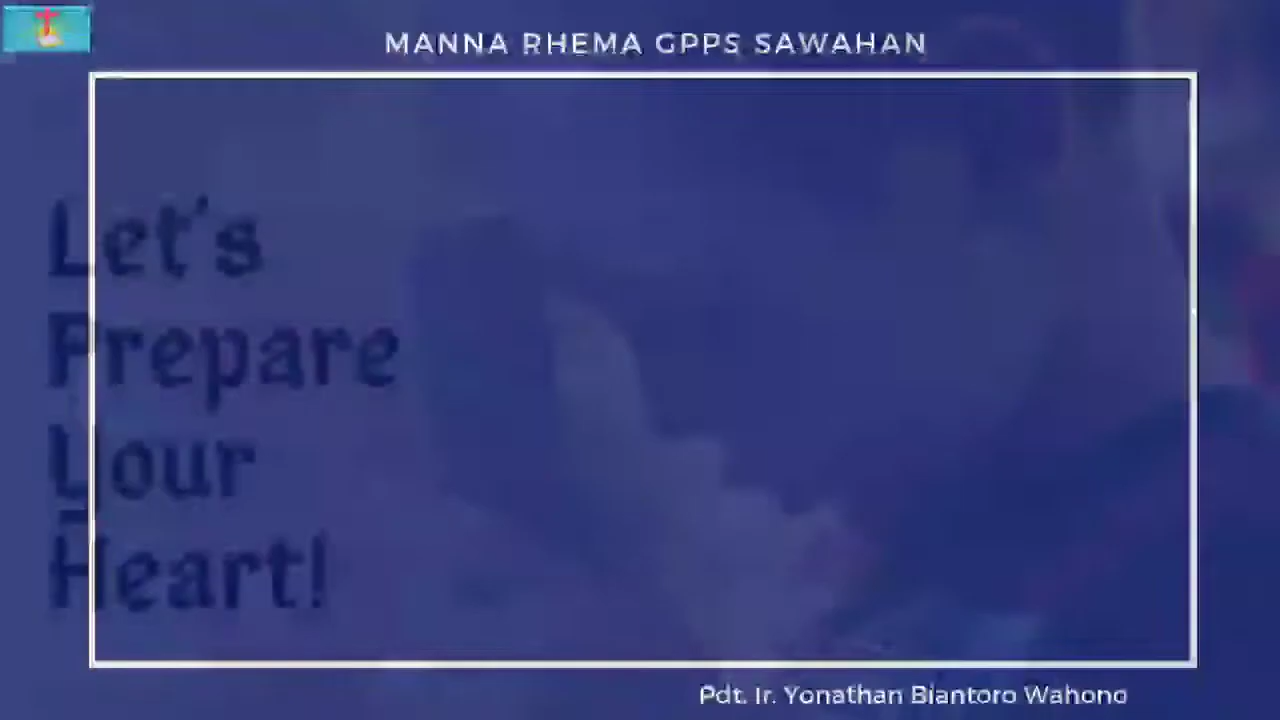 MANNA RHEMA GPPS SAWAHAN
Let's
Prepare
Your
Heart!
Pdt. Ir. Yonathan Biantoro Wahono